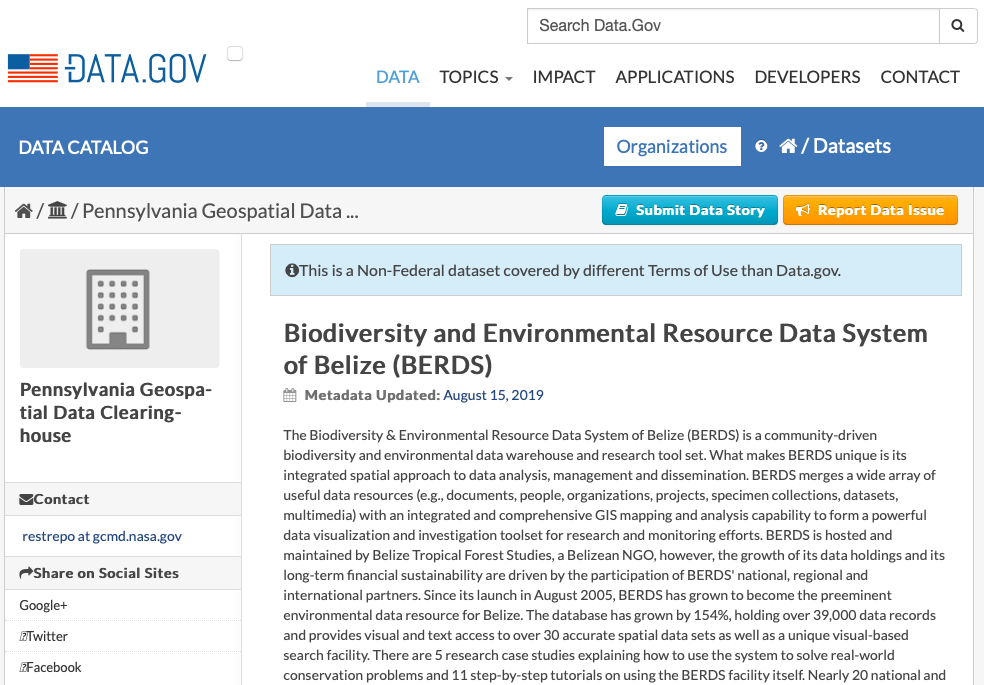 Search Data.Gov
DATA.GOV
DATA TOPICS IMPACT APPLICATIONS DEVELOPERS CONTACT
DATA CATALOG
Organizations / Datasets
/ / Pennsylvania Geospatial Data ...
Submit Data Story Report Data Issue
Pennsylvania Geospa-
tial Data Clearing-
house
Contact
restrepo at gcmd.nasa.gov
Share on Social Sites
Google+
Twitter
Facebook
This is a Non-Federal dataset covered by different Terms of Use than Data.gov.
Biodiversity and Environmental Resource Data System
of Belize (BERDS)
Metadata Updated: August 15, 2019
The Biodiversity & Environmental Resource Data System of Belize (BERDS) is a community-driven
biodiversity and environmental data warehouse and research tool set. What makes BERDS unique is its
integrated spatial approach to data analysis, management and dissemination. BERDS merges a wide array of
useful data resources (e.g., documents, people, organizations, projects, specimen collections, datasets,
multimedia) with an integrated and comprehensive GIS mapping and analysis capability to form a powerful
data visualization and investigation toolset for research and monitoring efforts. BERDS is hosted and
maintained by Belize Tropical Forest Studies, a Belizean NGO, however, the growth of its data holdings and its
long-term financial sustainability are driven by the participation of BERDS' national, regional and
international partners. Since its launch in August 2005, BERDS has grown to become the preeminent
environmental data resource for Belize. The database has grown by 154%, holding over 39,000 data records
and provides visual and text access to over 30 accurate spatial data sets as well as a unique visual-based
search facility. There are 5 research case studies explaining how to use the system to solve real-world
conservation problems and 11 step-by-step tutorials on using the BERDS facility itself. Nearly 20 national and